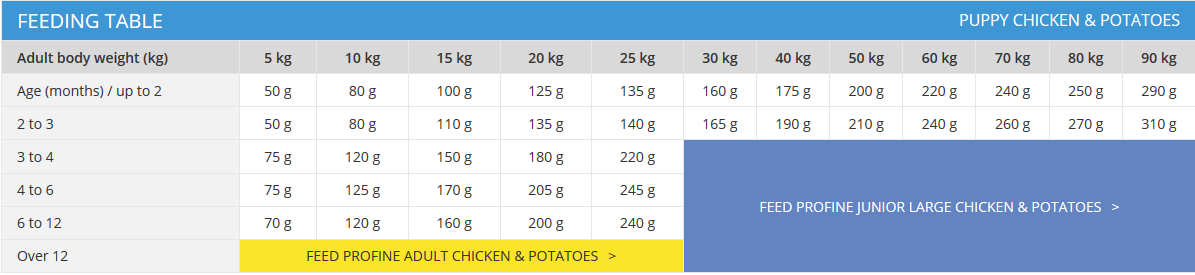 FEEDING TABLE PUPPY CHICKEN & POTATOES
Adult body weight (kg) 5 kg 10 kg 15 kg 20 kg 25 kg 30 kg 40 kg 50 kg 60 kg 70 kg 80 kg 90 kg
Age (months) / up to 2 50 g 80 g 100 g 125 g 135 g 160 g 175 g 200 g 220 g 240 g 250 g 290 g
2 to 3 50 g 80 g 110 g 135 g 140 g 165 g 190 g 210 g 240 g 260 g 270 g 310 g
3 to 4 75 g 120 g 150 g 180 g 220 g
4 to 6 75 g 125 g 170 g 205 g 245 g
FEED PROFINE JUNIOR LARGE CHICKEN & POTATOES >
6 to 12 70 g 120 g 160 g 200 g 240 g
Over 12 FEED PROFINE ADULT CHICKEN & POTATOES >